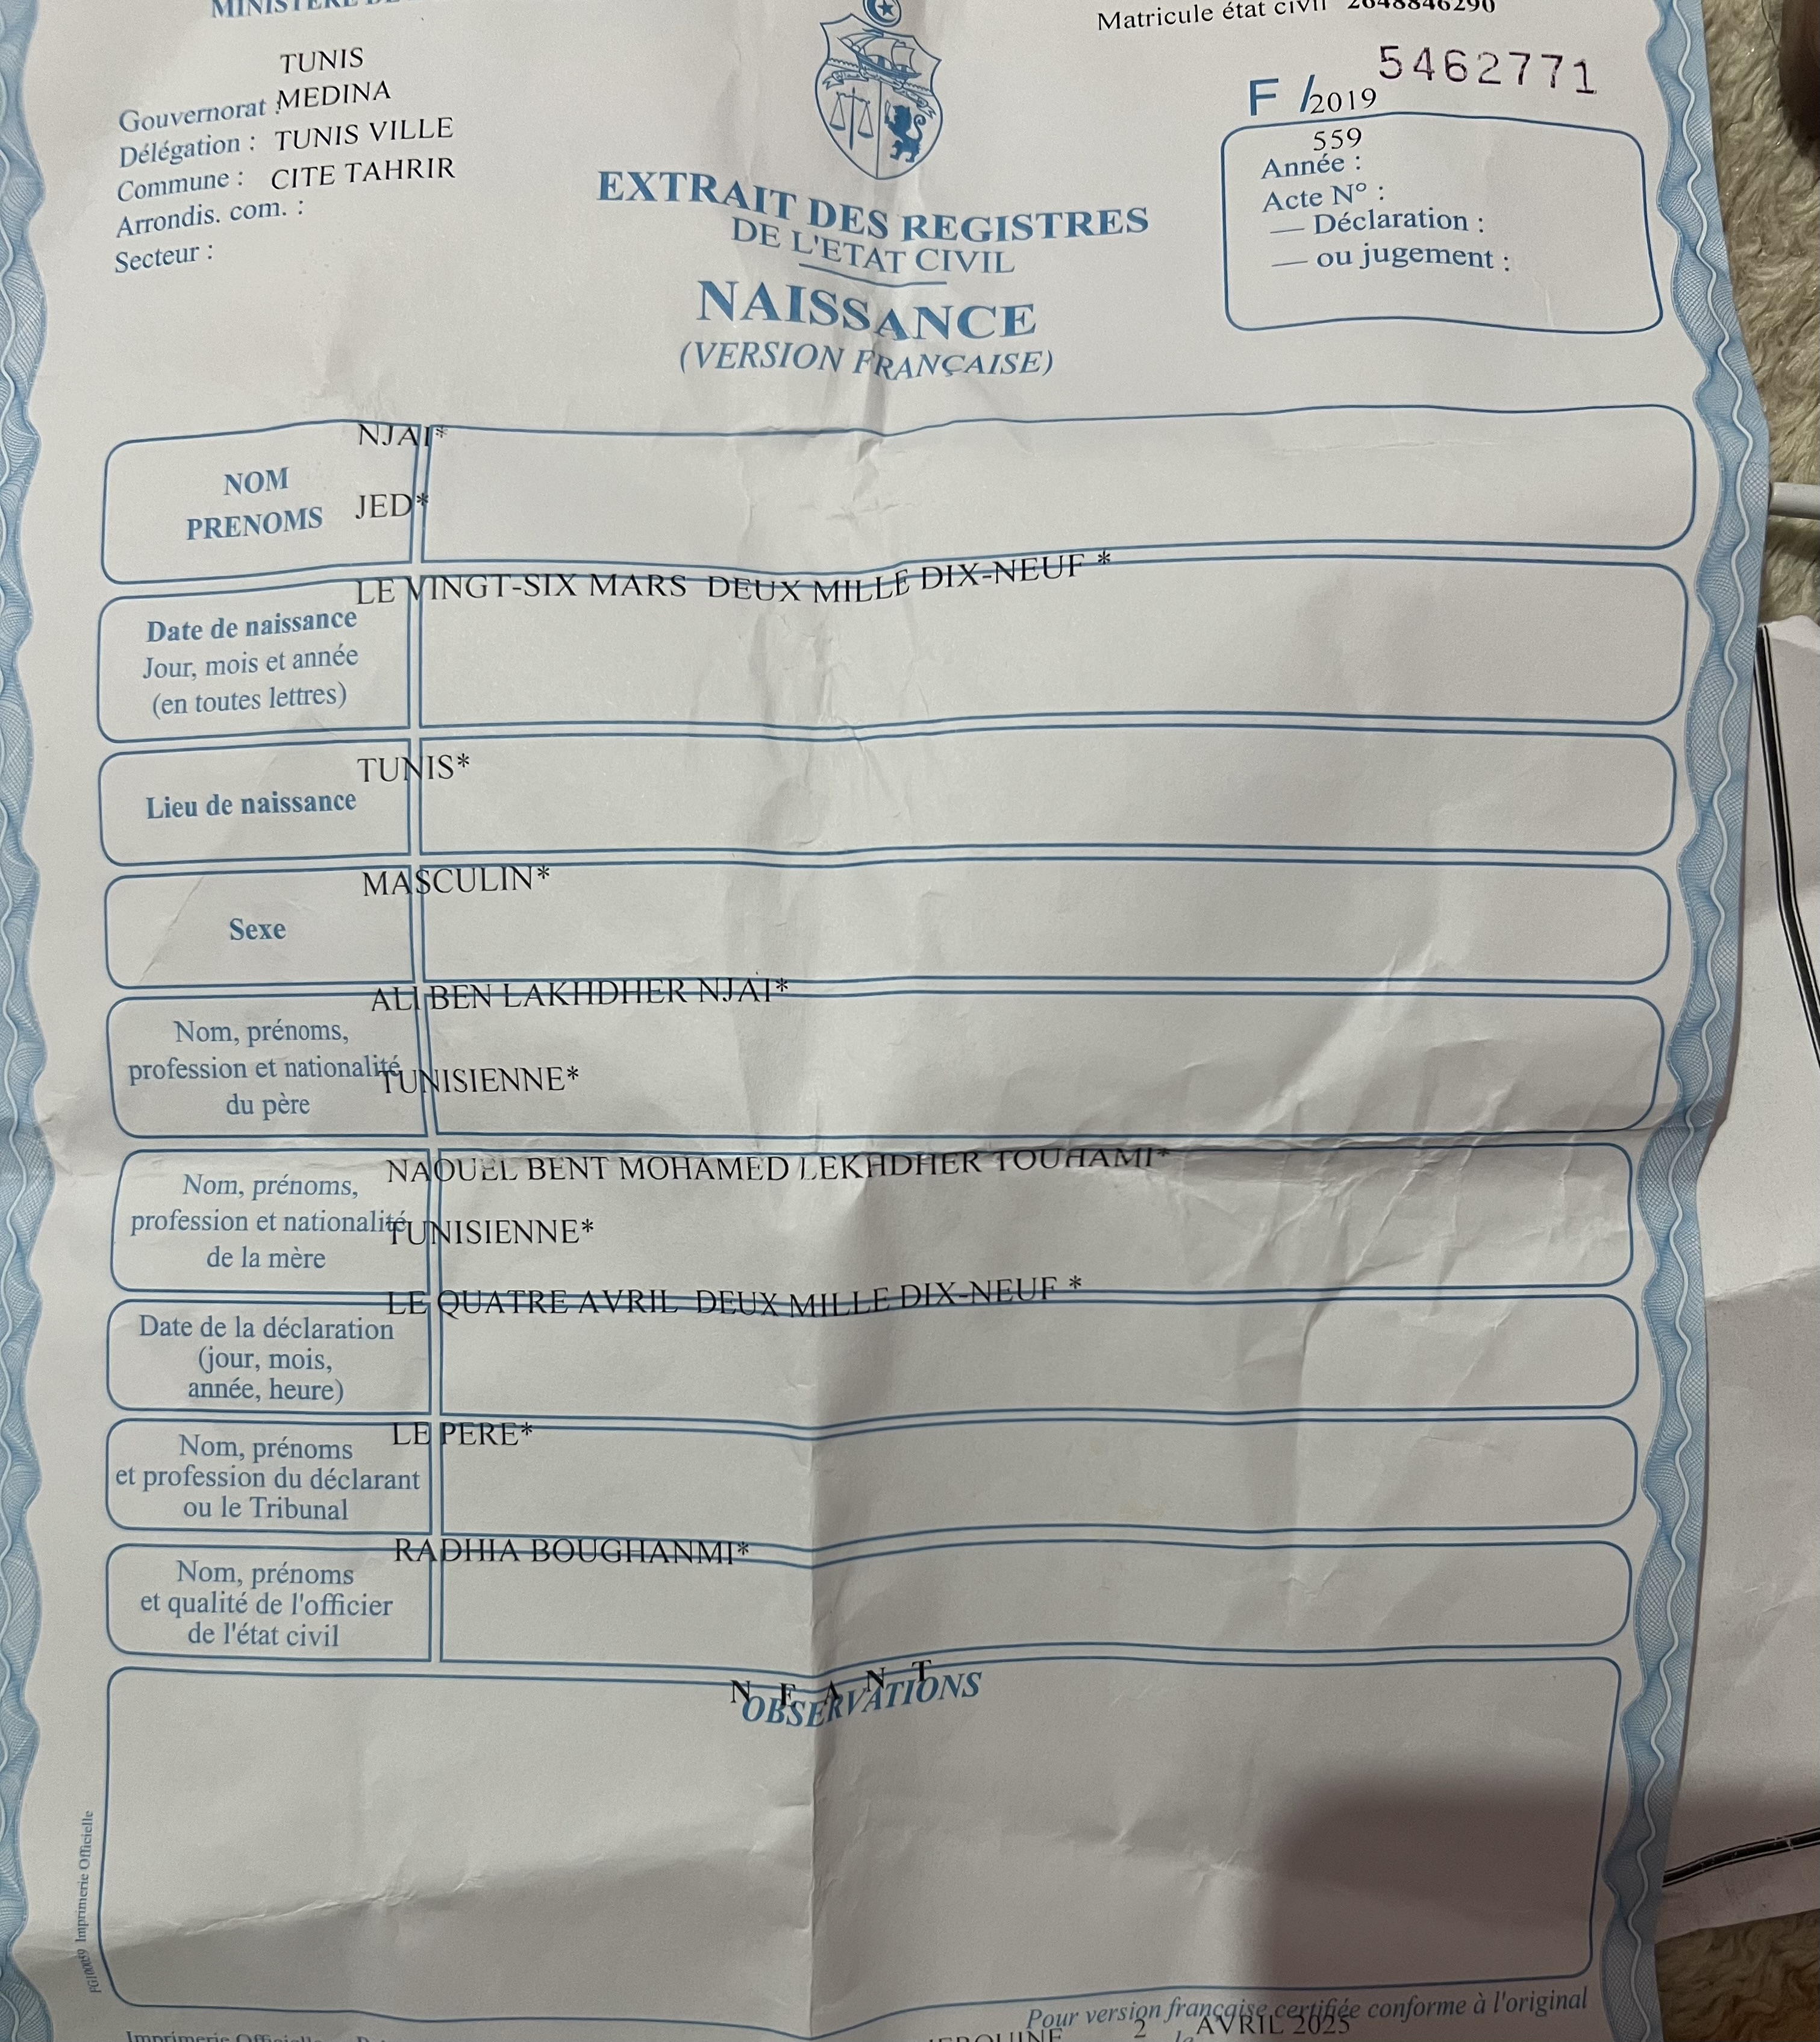 MINISTERE DE
Matricule état civil 2648846290
TUNIS
Gouvernorat : MEDINA
Délégation : TUNIS VILLE
Commune : CITE TAHRIR
Arrondis. com. :
Secteur :
5462771
F /2019
559
Année :
Acte N° :
— Déclaration :
— ou jugement :
EXTRAIT DES REGISTRES
DE L'ETAT CIVIL
NAISSANCE
(VERSION FRANÇAISE)
NJAI*
NOM
JED*
PRENOMS
LE VINGT-SIX MARS DEUX MILLE DIX-NEUF *
Date de naissance
Jour, mois et année
(en toutes lettres)
TUNIS*
Lieu de naissance
MASCULIN*
Sexe
ALI BEN LAKHDHER NJAI*
Nom, prénoms,
profession et nationalité
TUNISIENNE*
du père
NAOUEL BENT MOHAMED LEKHDHER TOUHAMI*
Nom, prénoms,
profession et nationalité
TUNISIENNE*
de la mère
LE QUATRE AVRIL DEUX MILLE DIX-NEUF *
Date de la déclaration
(jour, mois,
année, heure)
LE PERE*
Nom, prénoms
et profession du déclarant
ou le Tribunal
RADHIA BOUGHANMI*
Nom, prénoms
et qualité de l'officier
de l'état civil
N E A N T
OBSERVATIONS
Imprimerie Officielle
Pour version française certifiée conforme à l'original
2 AVRIL 2025
le
Imprimerie Officielle